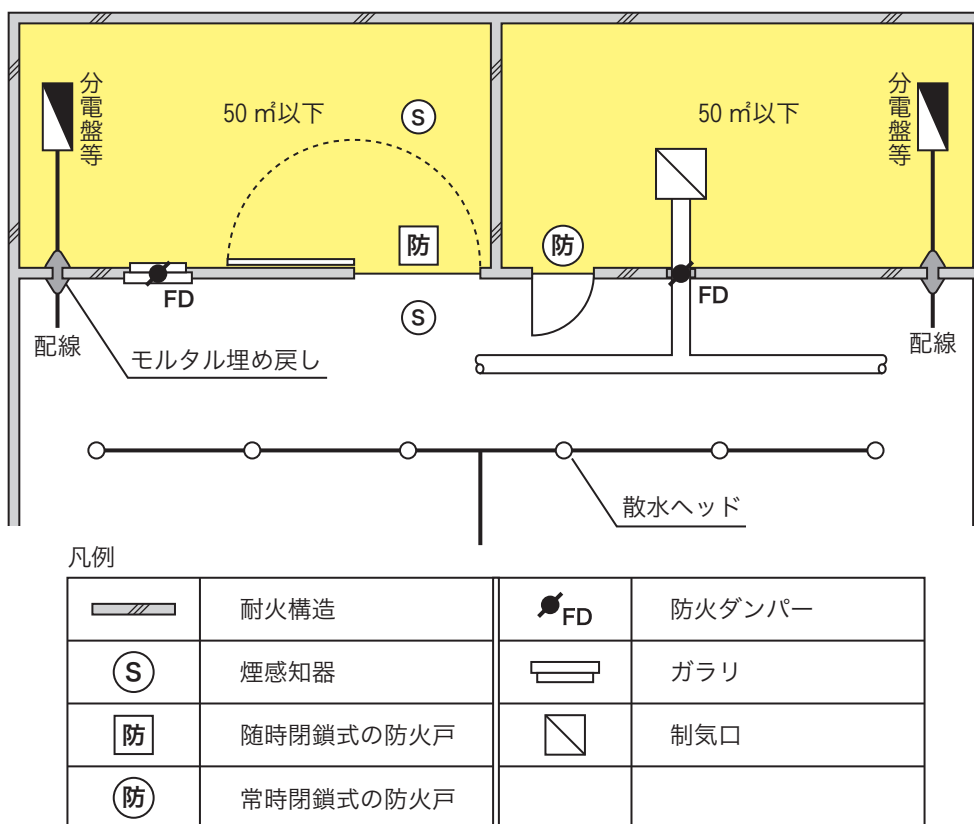 分電盤等
50 ㎡以下
S
50 ㎡以下
分電盤等
防
防
FD
S
FD
配線
モルタル埋め戻し
配線
散水ヘッド
凡例
耐火構造
FD
防火ダンパー
S
煙感知器
ガラリ
防
随時閉鎖式の防火戸
制気口
防
常時閉鎖式の防火戸